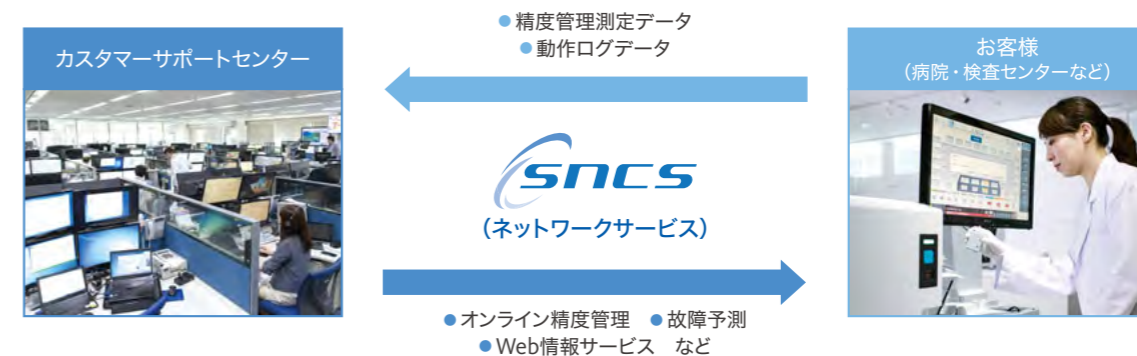 ●精度管理測定データ
●動作ログデータ
カスタマーサポートセンター
お客様
（病院・検査センターなど）
sncs
（ネットワークサービス）
●オンライン精度管理 ●故障予測
●Web情報サービス など